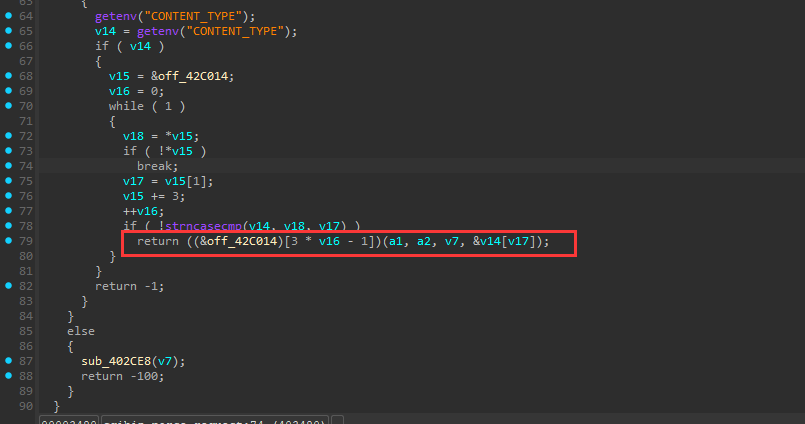 63 {
64 getenv("CONTENT_TYPE");
65 v14 = getenv("CONTENT_TYPE");
66 if ( v14 )
67 {
68 v15 = &off_42C014;
69 v16 = 0;
70 while ( 1 )
71 {
72 v18 = *v15;
73 if ( !*v15 )
74 break;
75 v17 = v15[1];
76 v15 += 3;
77 ++v16;
78 if ( !strncasecmp(v14, v18, v17) )
79 return ((&off_42C014)[3 * v16 - 1])(a1, a2, v7, &v14[v17]);
80 }
81 }
82 return -1;
83 }
84 }
85 else
86 {
87 sub_402CE8(v7);
88 return -100;
89 }
90 }